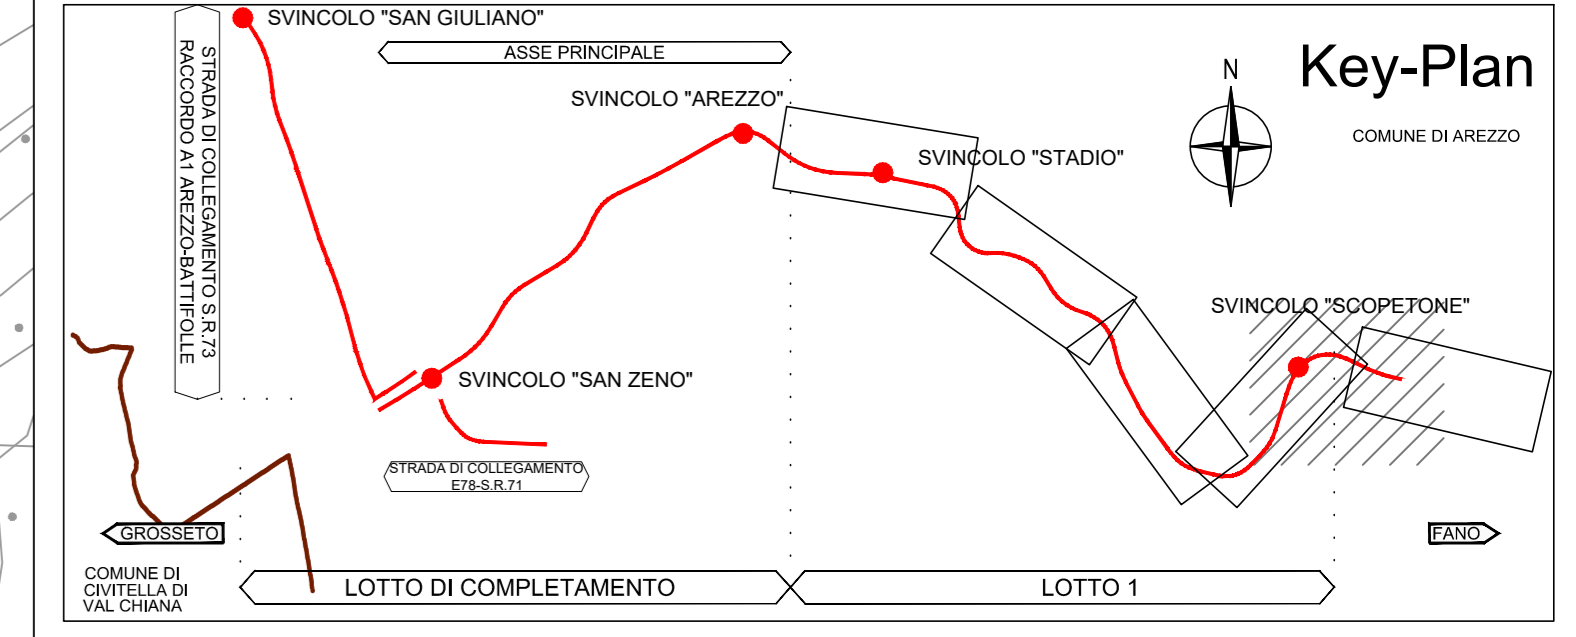 SVINCOLO "SAN GIULIANO"
STRADA DI COLLEGAMENTO S.R.73
RACCORDO A1 AREZZO-BATTIFOLLE
ASSE PRINCIPALE
Key-Plan
N
SVINCOLO "AREZZO"
COMUNE DI AREZZO
SVINCOLO "STADIO"
SVINCOLO "SCOPETONE"
SVINCOLO "SAN ZENO"
STRADA DI COLLEGAMENTO
E78-S.R.71
GROSSETO
FANO
COMUNE DI
CIVITELLA DI
VAL CHIANA
LOTTO DI COMPLETAMENTO
LOTTO 1